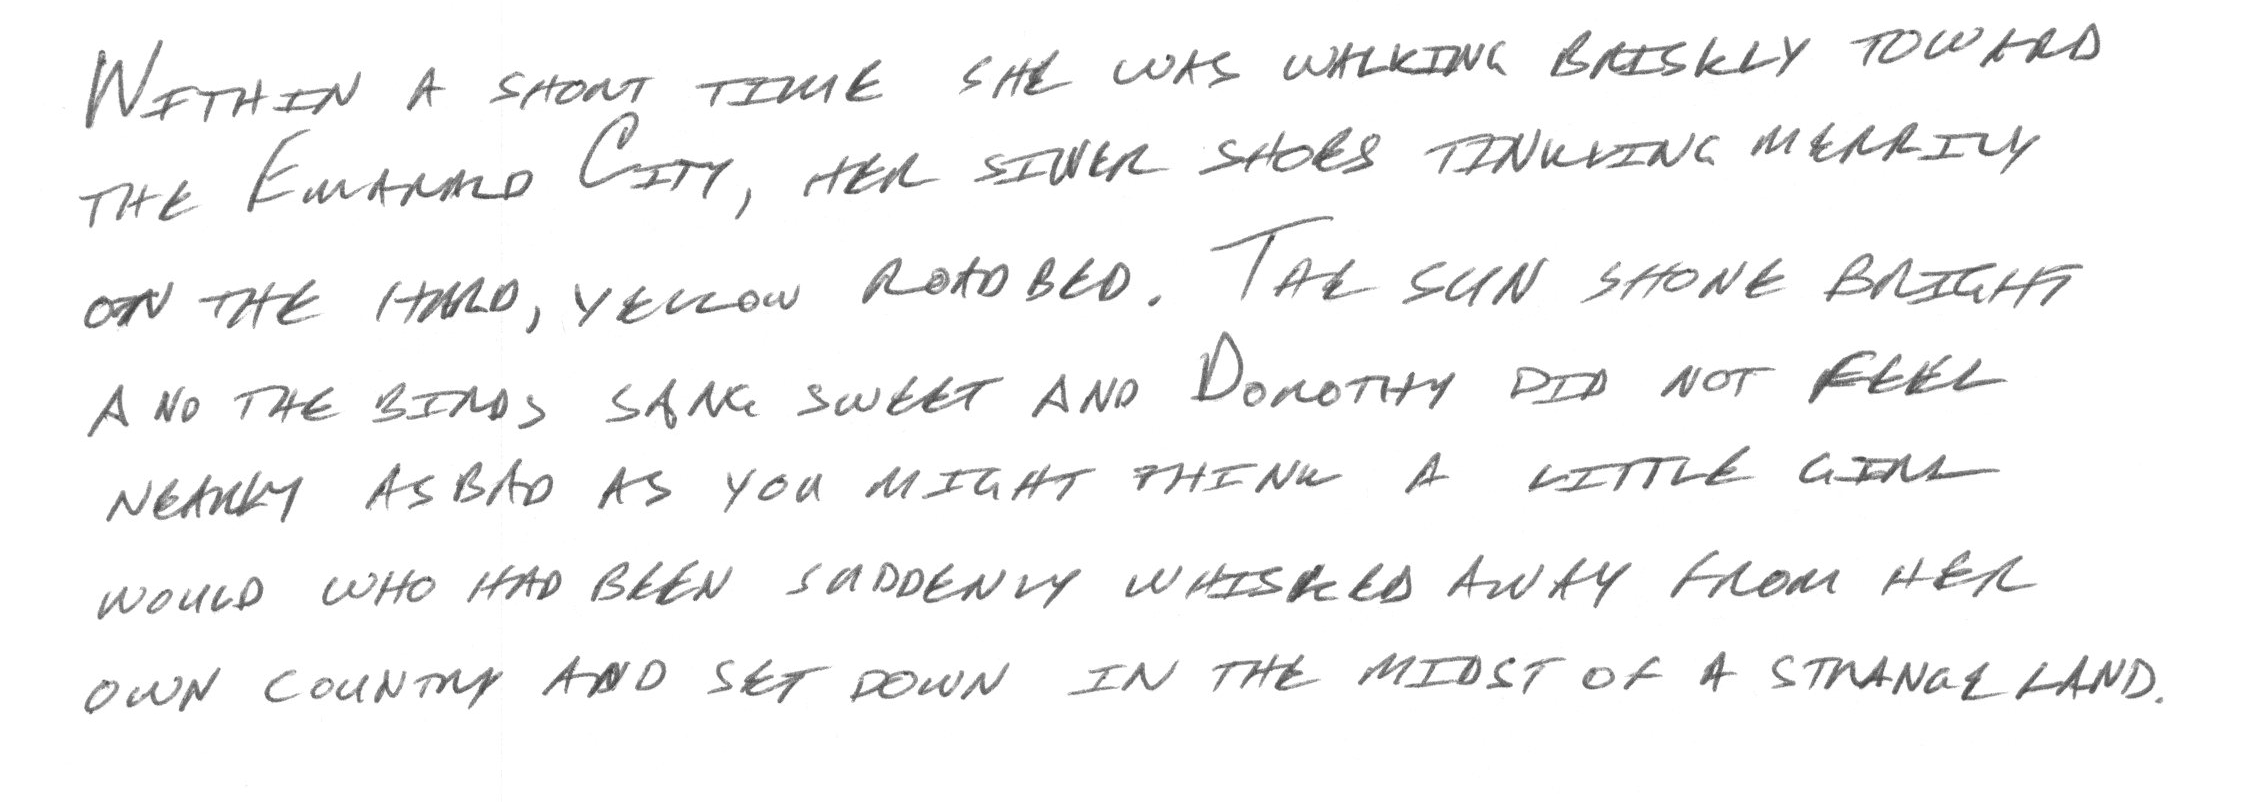 Within a short time she was walking briskly toward
the Emarald City, her silver shoes tinkling merrily
on the hard, yellow roadbed. The sun shone bright
and the birds sang sweet and Dorothy did not feel
nearly as bad as you might think a little girl
would who had been suddenly whisked away from her
own country and set down in the midst of a strange land.